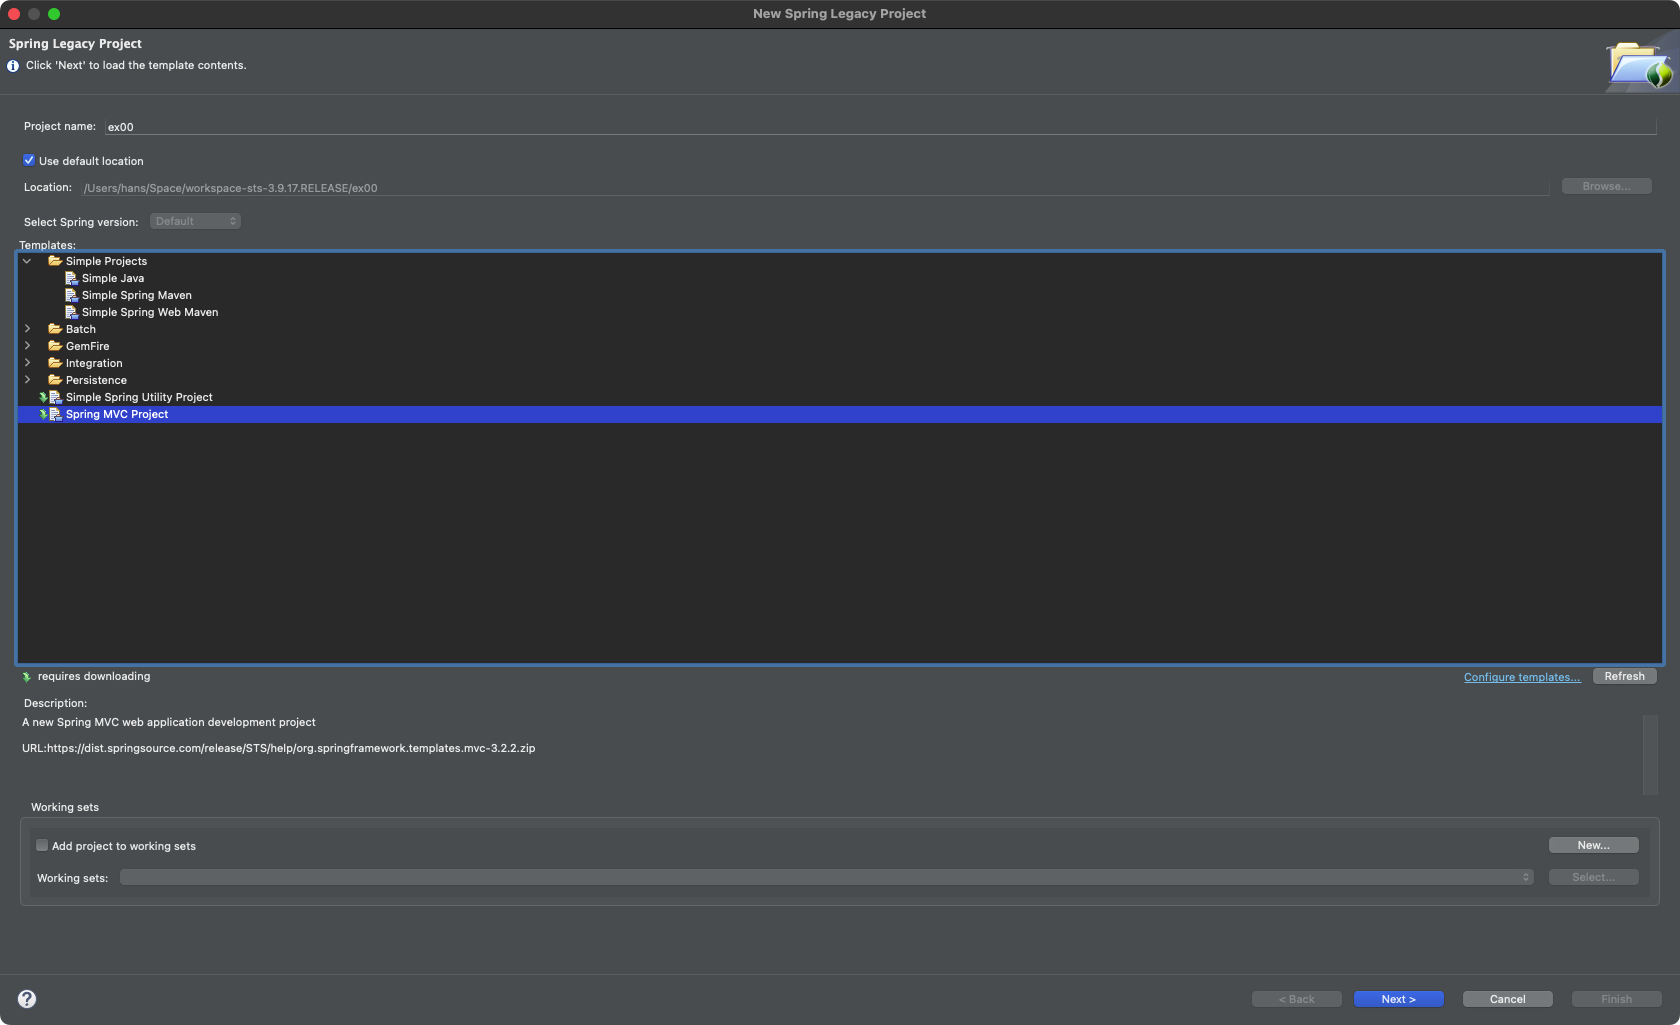 New Spring Legacy Project
Spring Legacy Project
Click 'Next' to load the template contents.
Project name: ex00
Use default location
Location: /Users/hans/Space/workspace-sts-3.9.17.RELEASE/ex00 Browse...
Select Spring version: Default
Templates:
Simple Projects
Simple Java
Simple Spring Maven
Simple Spring Web Maven
Batch
GemFire
Integration
Persistence
Simple Spring Utility Project
Spring MVC Project
requires downloading Configure templates... Refresh
Description:
A new Spring MVC web application development project
URL:https://dist.springsource.com/release/STS/help/org.springframework.templates.mvc-3.2.2.zip
Working sets
Add project to working sets New...
Working sets: Select...
? < Back Next > Cancel Finish